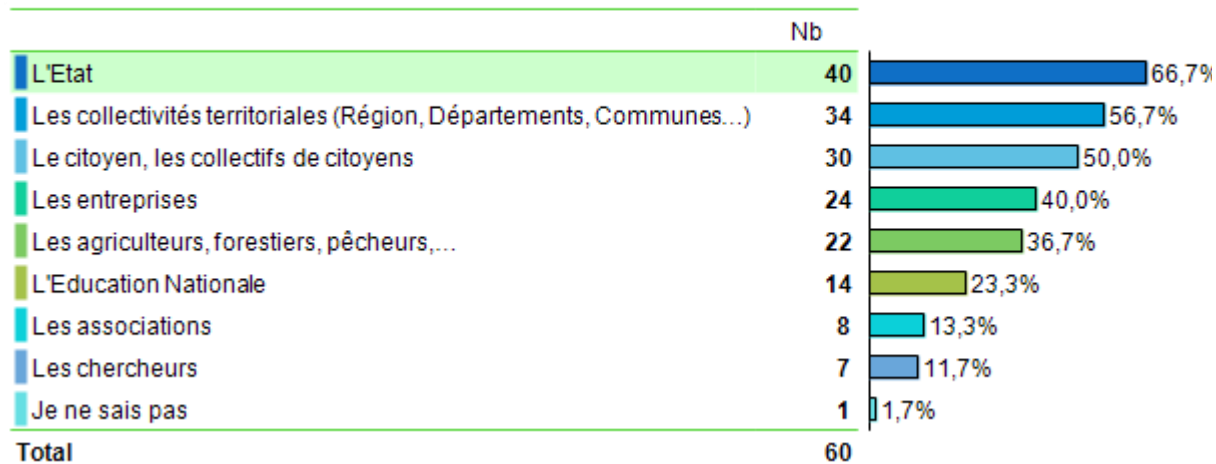 Nb
L'Etat 40 66,7%
Les collectivités territoriales (Région, Départements, Communes...) 34 56,7%
Le citoyen, les collectifs de citoyens 30 50,0%
Les entreprises 24 40,0%
Les agriculteurs, forestiers, pêcheurs,... 22 36,7%
L'Education Nationale 14 23,3%
Les associations 8 13,3%
Les chercheurs 7 11,7%
Je ne sais pas 1 1,7%
Total 60